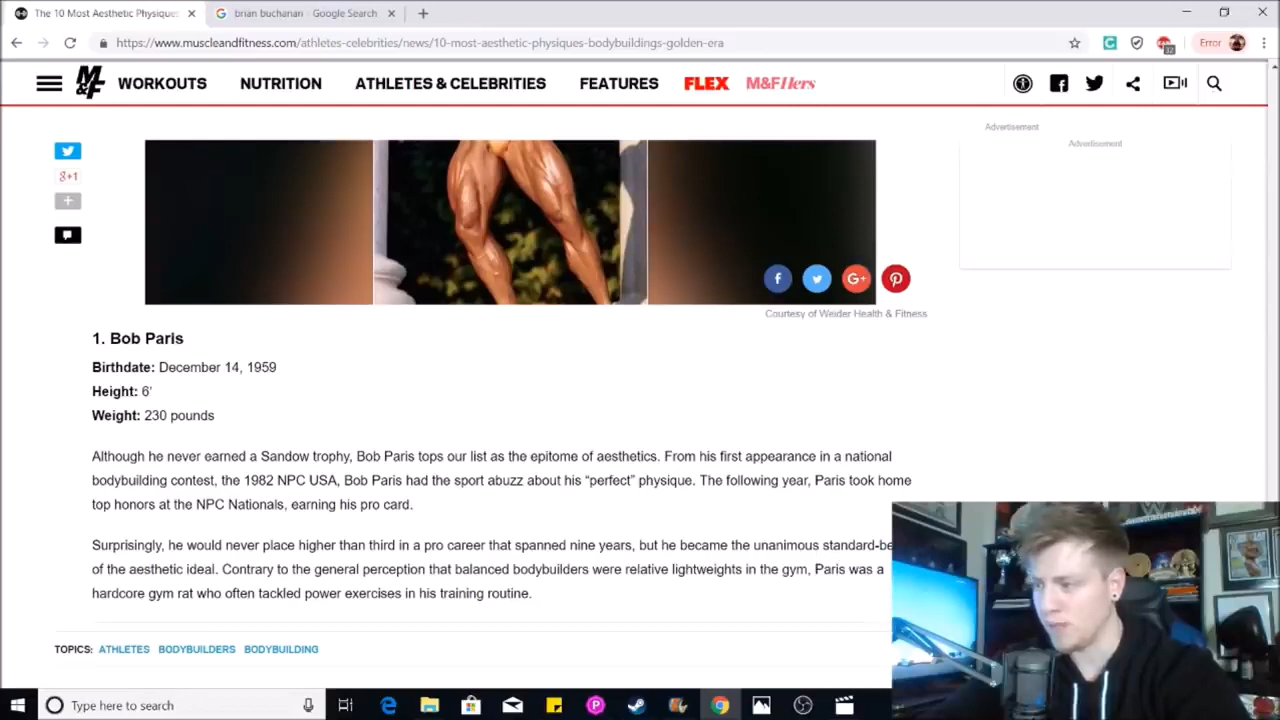 The 10 Most Aesthetic Physiques
brian buchanan - Google Search
https://www.muscleandfitness.com/athletes-celebrities/news/10-most-aesthetic-physiques-bodybuildings-golden-era
32
Error
M&F
WORKOUTS NUTRITION ATHLETES & CELEBRITIES FEATURES FLEX M&F Hers
Advertisement
Advertisement
g+1
G+
Courtesy of Weider Health & Fitness
1. Bob Paris
Birthdate: December 14, 1959
Height: 6'
Weight: 230 pounds
Although he never earned a Sandow trophy, Bob Paris tops our list as the epitome of aesthetics. From his first appearance in a national
bodybuilding contest, the 1982 NPC USA, Bob Paris had the sport abuzz about his “perfect” physique. The following year, Paris took home
top honors at the NPC Nationals, earning his pro card.
Surprisingly, he would never place higher than third in a pro career that spanned nine years, but he became the unanimous standard-be
of the aesthetic ideal. Contrary to the general perception that balanced bodybuilders were relative lightweights in the gym, Paris was a
hardcore gym rat who often tackled power exercises in his training routine.
TOPICS: ATHLETES BODYBUILDERS BODYBUILDING
Type here to search